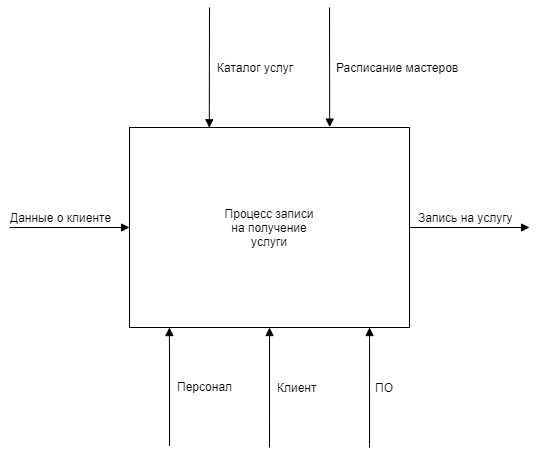 Каталог услуг
Расписание мастеров
Данные о клиенте
Процесс записи
на получение
услуги
Запись на услугу
Персонал
Клиент
ПО